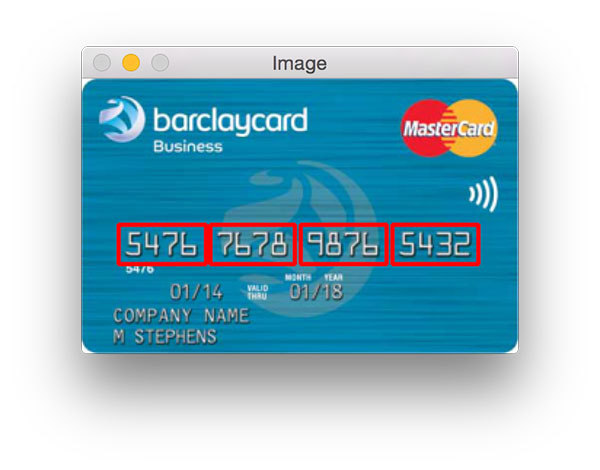 Image
barclaycard
Business
MasterCard
5476 7678 9876 5432
5476
MONTH YEAR
01/14 VALID THRU 01/18
COMPANY NAME
M STEPHENS